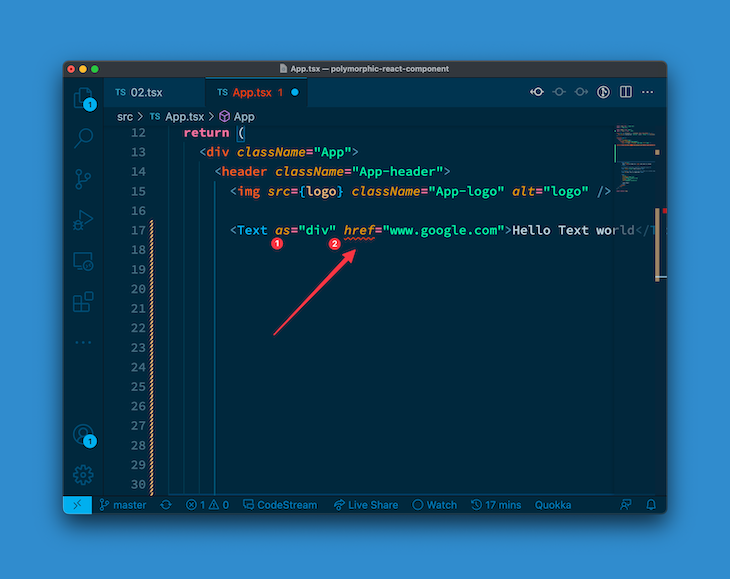 App.tsx — polymorphic-react-component
1
TS 02.tsx
TS App.tsx 1
src > TS App.tsx > App
12 return (
13 <div className="App">
14 <header className="App-header">
15 <img src={logo} className="App-logo" alt="logo" />
16
17 <Text as="div" href="www.google.com">Hello Text world</T
1 2
18
19
20
21
22
23
24
25
26
27
28
29
30
1
master 1 0 CodeStream Live Share Watch 17 mins Quokka